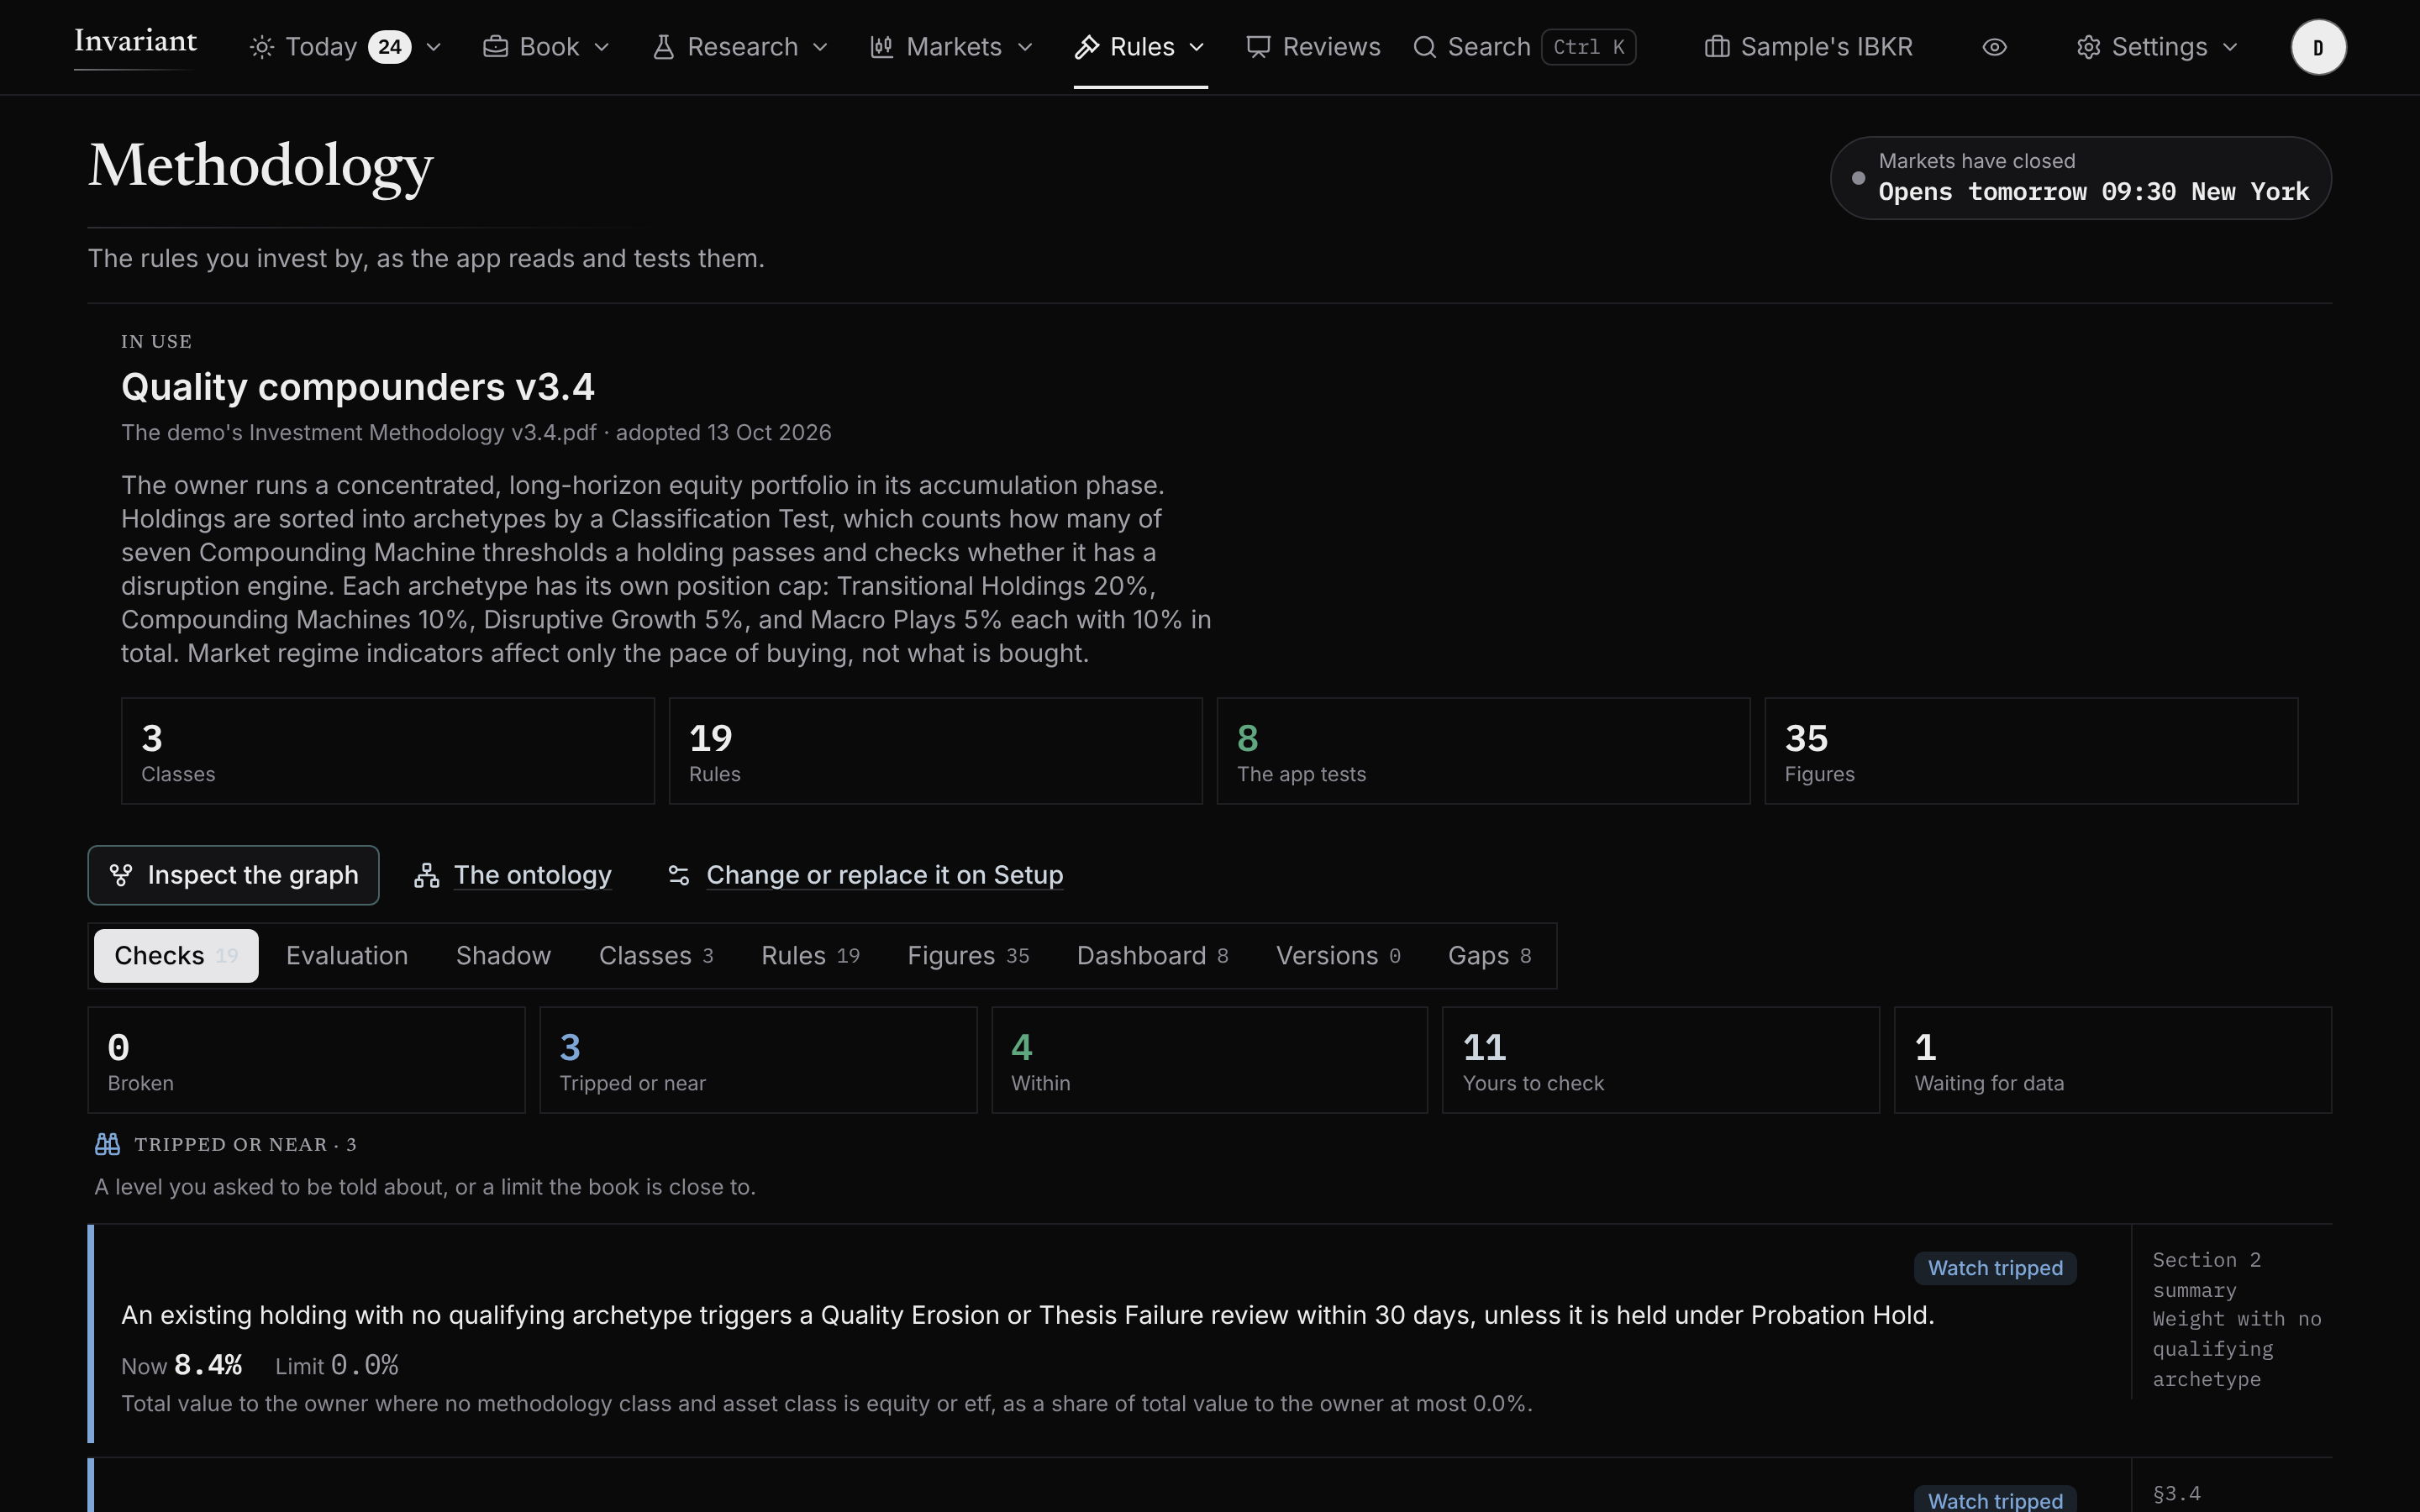 Invariant
Today 24
Book
Research
Markets
Rules
Reviews
Search Ctrl K
Sample's IBKR
Settings
D
Methodology
Markets have closed
Opens tomorrow 09:30 New York
The rules you invest by, as the app reads and tests them.
IN USE
Quality compounders v3.4
The demo's Investment Methodology v3.4.pdf · adopted 13 Oct 2026
The owner runs a concentrated, long-horizon equity portfolio in its accumulation phase.
Holdings are sorted into archetypes by a Classification Test, which counts how many of
seven Compounding Machine thresholds a holding passes and checks whether it has a
disruption engine. Each archetype has its own position cap: Transitional Holdings 20%,
Compounding Machines 10%, Disruptive Growth 5%, and Macro Plays 5% each with 10% in
total. Market regime indicators affect only the pace of buying, not what is bought.
3
Classes
19
Rules
8
The app tests
35
Figures
Inspect the graph
The ontology
Change or replace it on Setup
Checks 19
Evaluation
Shadow
Classes 3
Rules 19
Figures 35
Dashboard 8
Versions 0
Gaps 8
0
Broken
3
Tripped or near
4
Within
11
Yours to check
1
Waiting for data
TRIPPED OR NEAR · 3
A level you asked to be told about, or a limit the book is close to.
Watch tripped
An existing holding with no qualifying archetype triggers a Quality Erosion or Thesis Failure review within 30 days, unless it is held under Probation Hold.
Now 8.4% Limit 0.0%
Total value to the owner where no methodology class and asset class is equity or etf, as a share of total value to the owner at most 0.0%.
Section 2
summary
Weight with no
qualifying
archetype
Watch tripped
§3.4